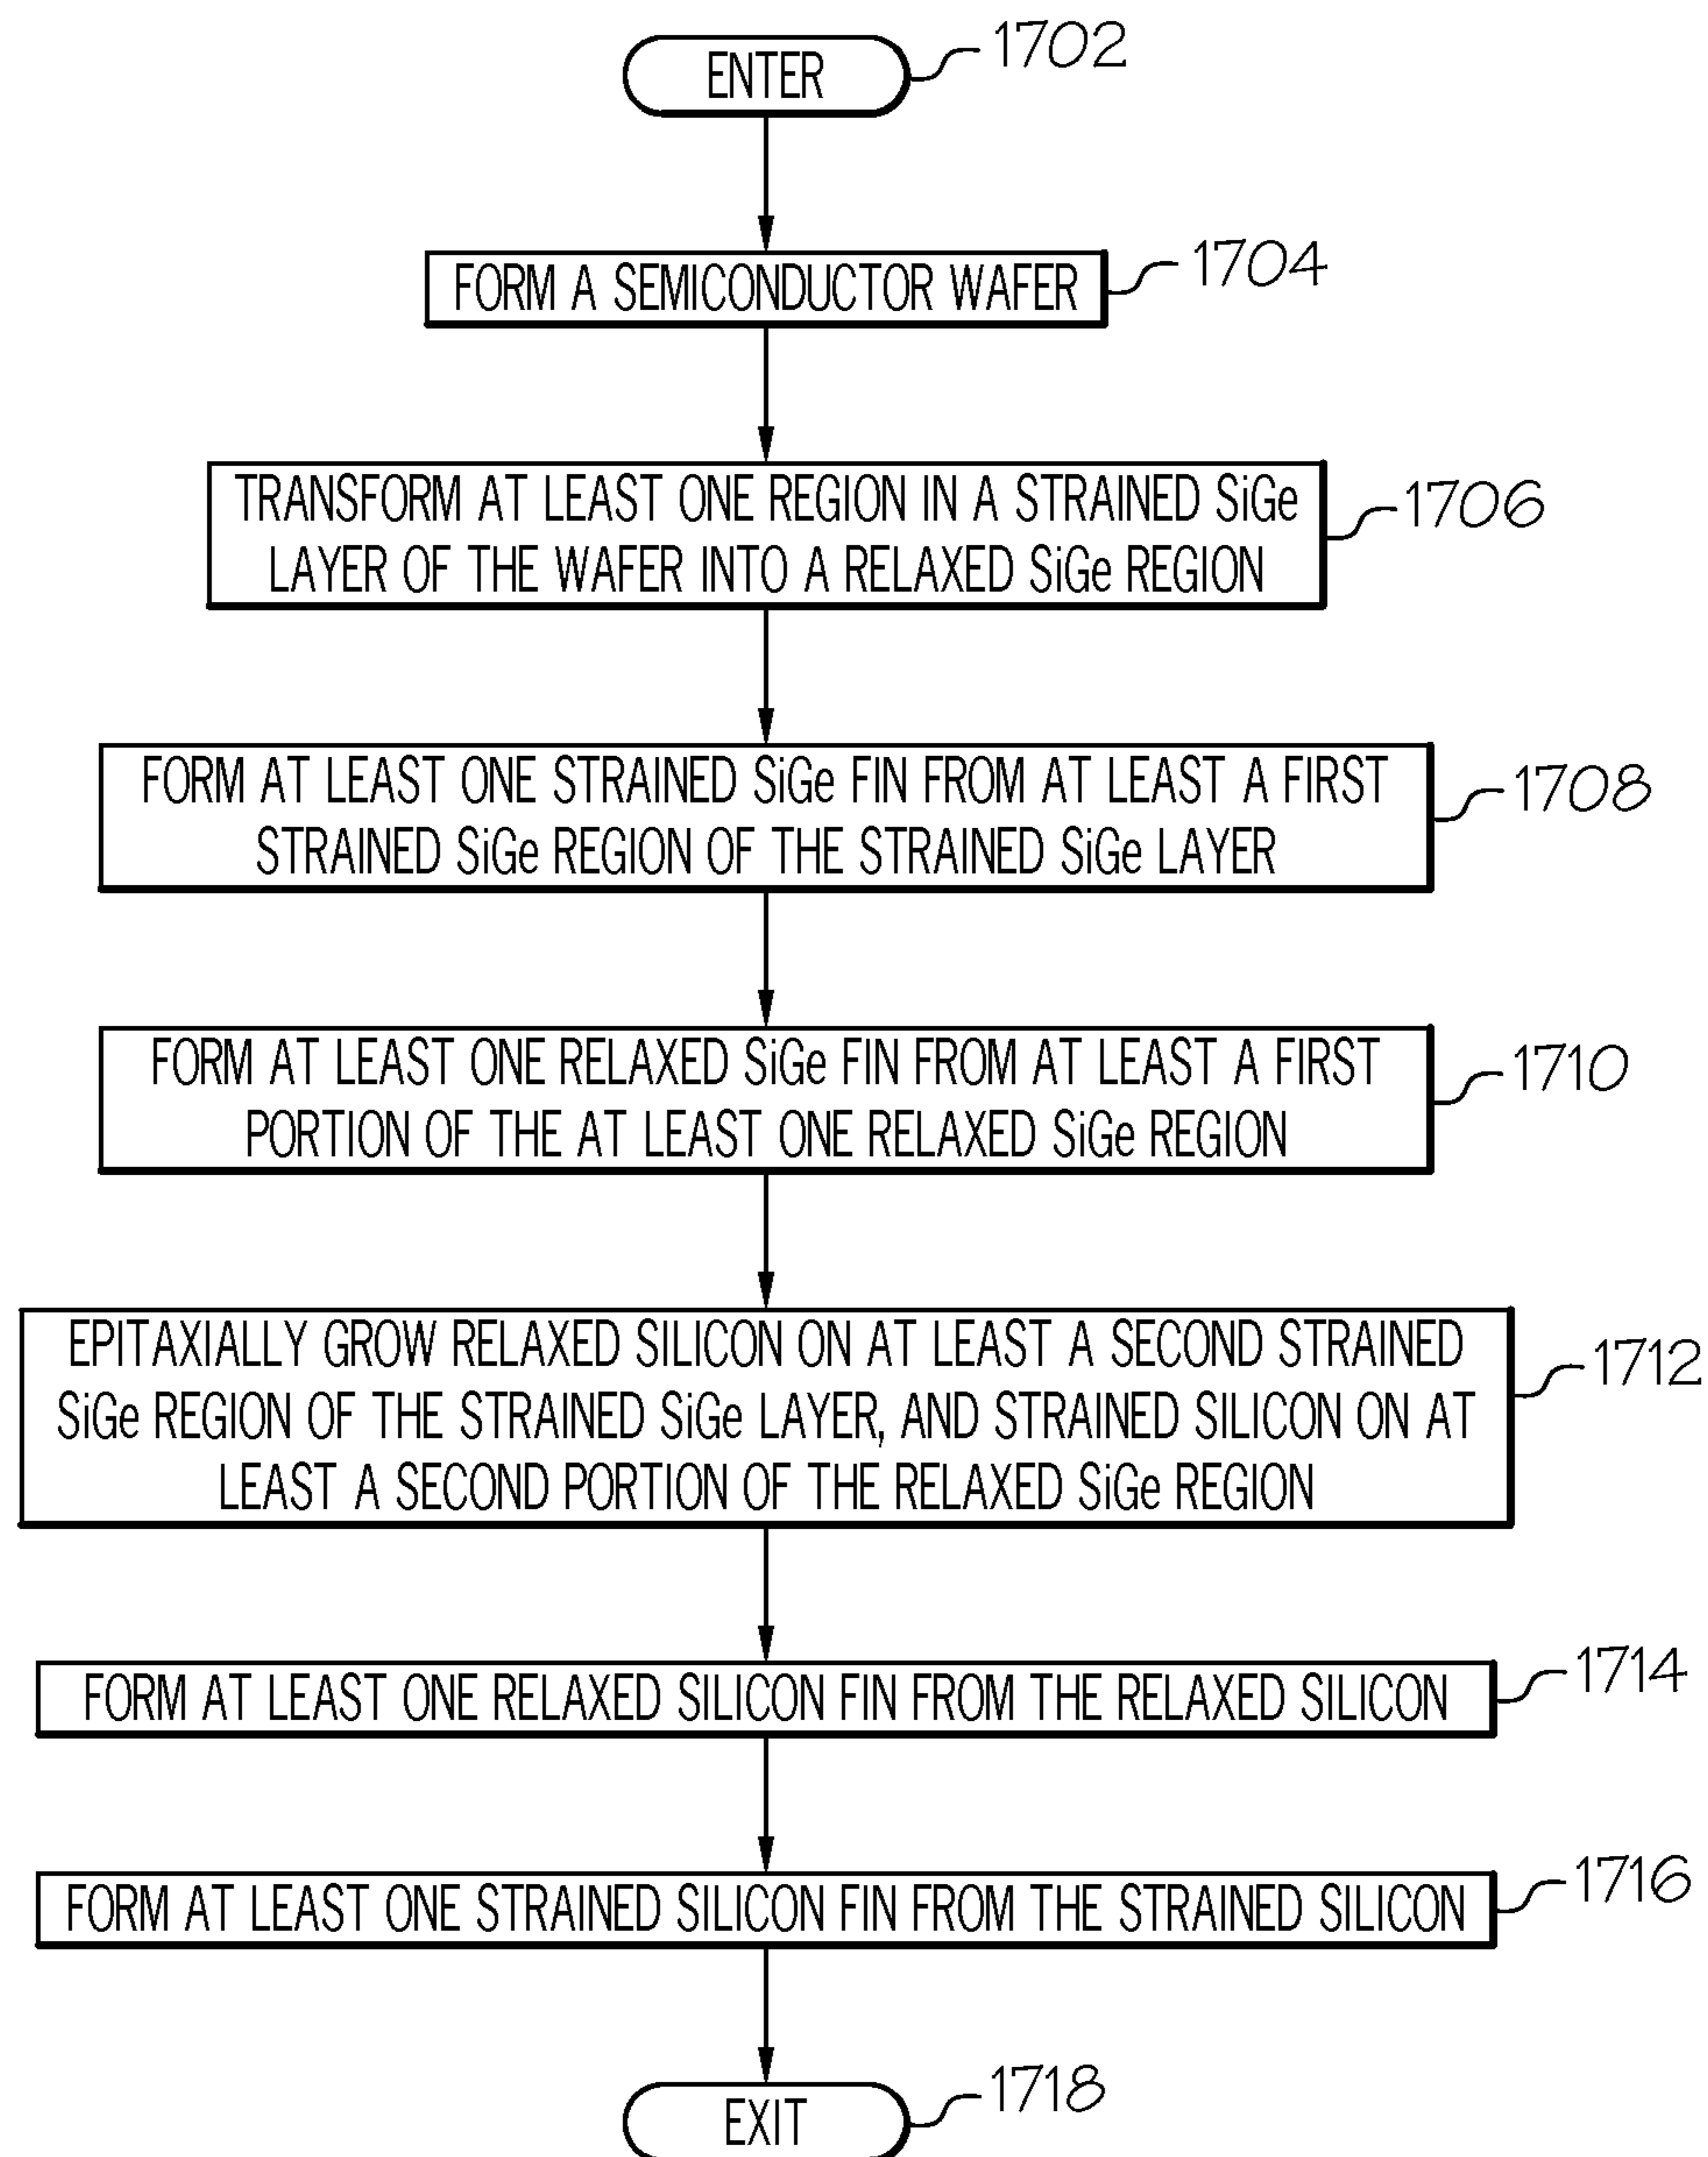 ENTER
1702
FORM A SEMICONDUCTOR WAFER
1704
TRANSFORM AT LEAST ONE REGION IN A STRAINED SiGe
LAYER OF THE WAFER INTO A RELAXED SiGe REGION
1706
FORM AT LEAST ONE STRAINED SiGe FIN FROM AT LEAST A FIRST
STRAINED SiGe REGION OF THE STRAINED SiGe LAYER
1708
FORM AT LEAST ONE RELAXED SiGe FIN FROM AT LEAST A FIRST
PORTION OF THE AT LEAST ONE RELAXED SiGe REGION
1710
EPITAXIALLY GROW RELAXED SILICON ON AT LEAST A SECOND STRAINED
SiGe REGION OF THE STRAINED SiGe LAYER, AND STRAINED SILICON ON AT
LEAST A SECOND PORTION OF THE RELAXED SiGe REGION
1712
FORM AT LEAST ONE RELAXED SILICON FIN FROM THE RELAXED SILICON
1714
FORM AT LEAST ONE STRAINED SILICON FIN FROM THE STRAINED SILICON
1716
EXIT
1718